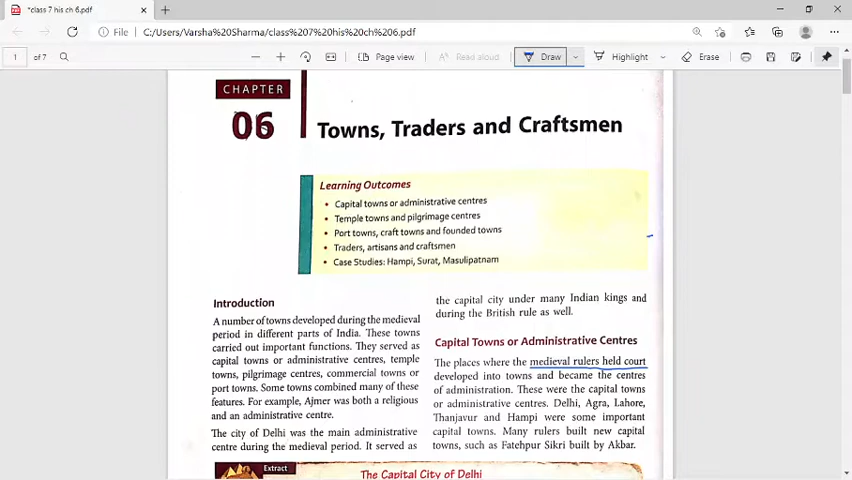 *class 7 his ch 6.pdf
File
C:/Users/Varsha%20Sharma/class%207%20his%20ch%206.pdf
1 of 7
Page view
Read aloud
Draw
Highlight
Erase
CHAPTER
06
Towns, Traders and Craftsmen
Learning Outcomes
• Capital towns or administrative centres
• Temple towns and pilgrimage centres
• Port towns, craft towns and founded towns
• Traders, artisans and craftsmen
• Case Studies: Hampi, Surat, Masulipatnam
Introduction
A number of towns developed during the medieval
period in different parts of India. These towns
carried out important functions. They served as
capital towns or administrative centres, temple
towns, pilgrimage centres, commercial towns or
port towns. Some towns combined many of these
features. For example, Ajmer was both a religious
and an administrative centre.
The city of Delhi was the main administrative
centre during the medieval period. It served as
the capital city under many Indian kings and
during the British rule as well.
Capital Towns or Administrative Centres
The places where the medieval rulers held court
developed into towns and became the centres
of administration. These were the capital towns
or administrative centres. Delhi, Agra, Lahore,
Thanjavur and Hampi were some important
capital towns. Many rulers built new capital
towns, such as Fatehpur Sikri built by Akbar.
Extract
The Capital City of Delhi